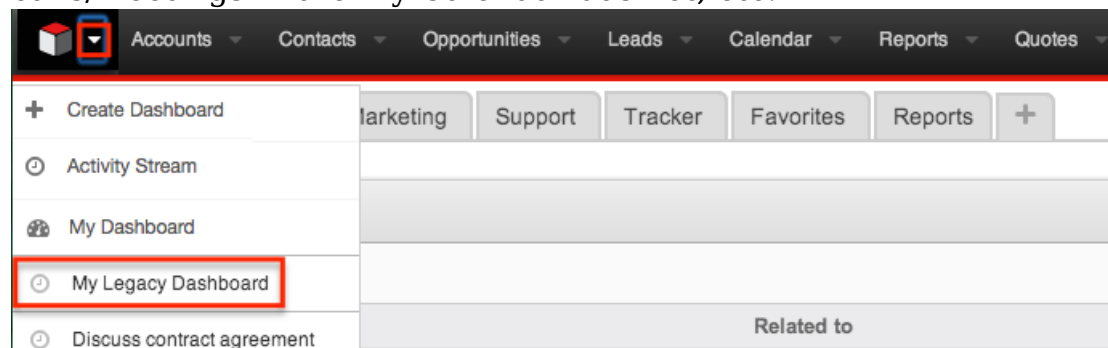 Accounts Contacts Opportunities Leads Calendar Reports Quotes
+ Create Dashboard
Marketing Support Tracker Favorites Reports +
Activity Stream
My Dashboard
My Legacy Dashboard
Related to
Discuss contract agreement